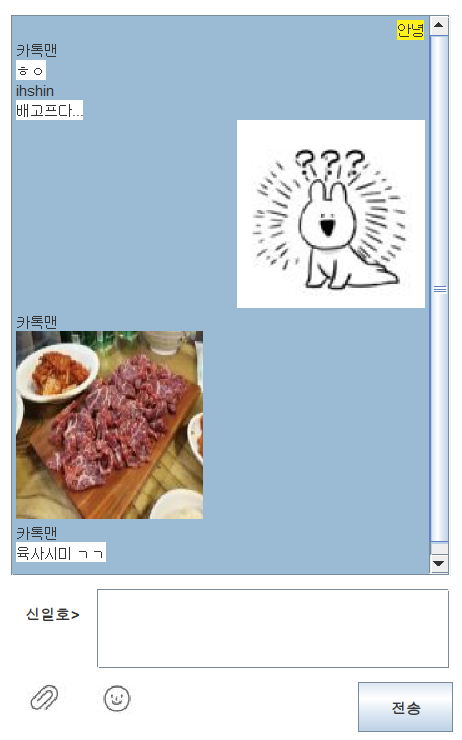 안녕
카톡맨
ㅎㅇ
ihshin
배고프다...
???
카톡맨
카톡맨
육사시미 ㄱㄱ
신일호>
전송